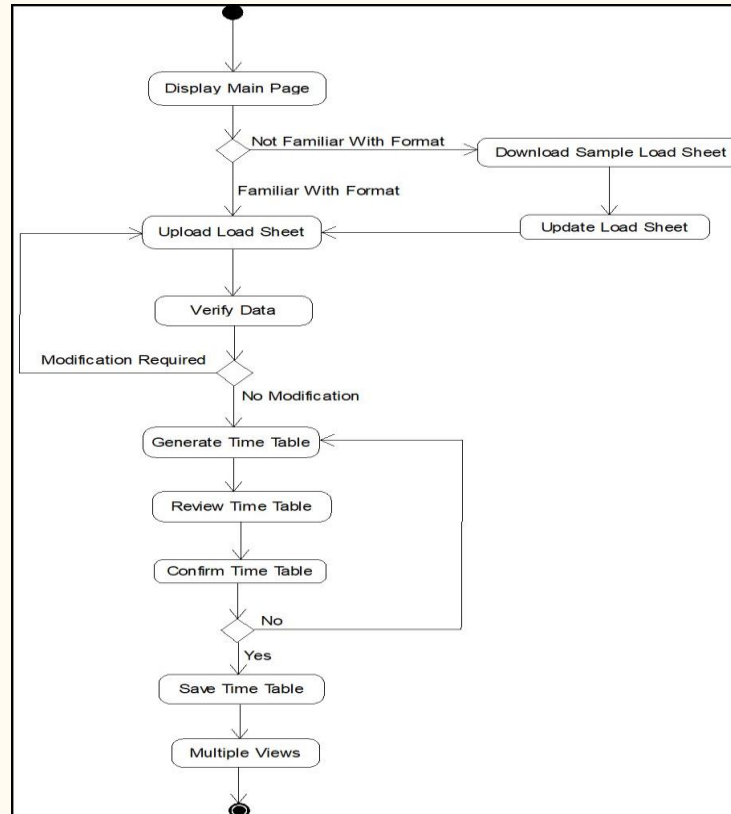 Display Main Page
Not Familiar With Format
Download Sample Load Sheet
Familiar With Format
Upload Load Sheet
Update Load Sheet
Verify Data
Modification Required
No Modification
Generate Time Table
Review Time Table
Confirm Time Table
No
Yes
Save Time Table
Multiple Views